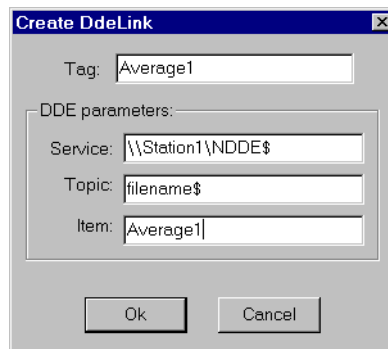 Create DdeLink
Tag: Average1
DDE parameters:
Service: \\Station1\NDDE$
Topic: filename$
Item: Average1
Ok Cancel